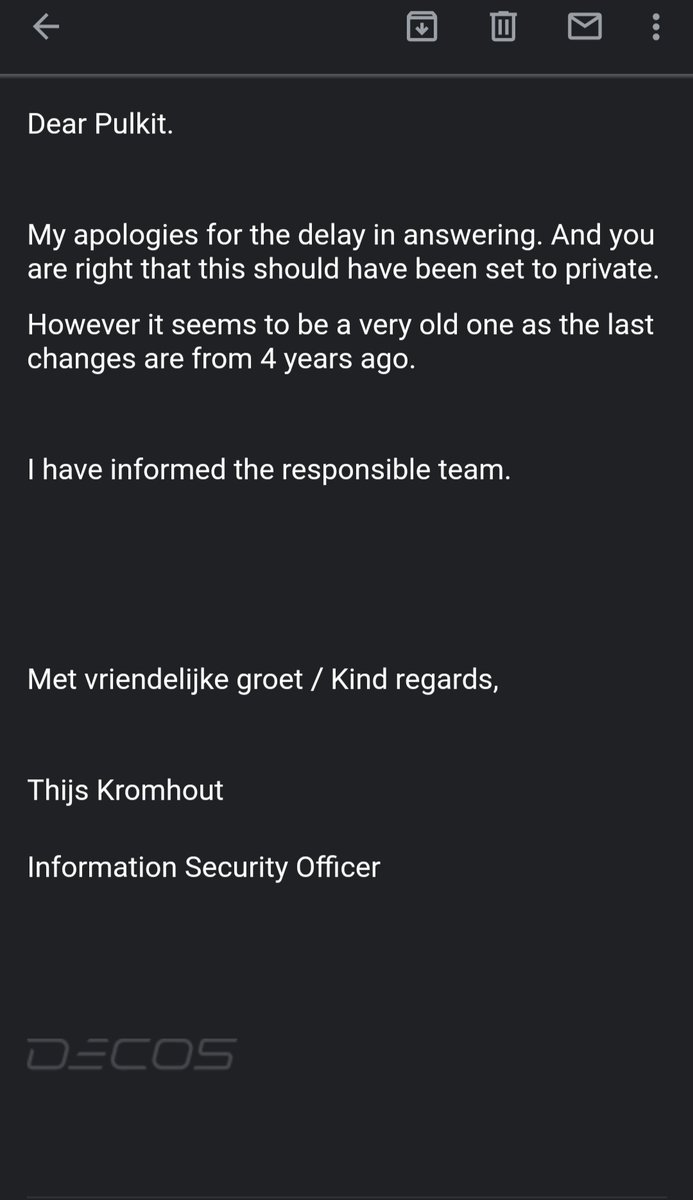 Dear Pulkit.
My apologies for the delay in answering. And you
are right that this should have been set to private.
However it seems to be a very old one as the last
changes are from 4 years ago.
I have informed the responsible team.
Met vriendelijke groet / Kind regards,
Thijs Kromhout
Information Security Officer
DECOS